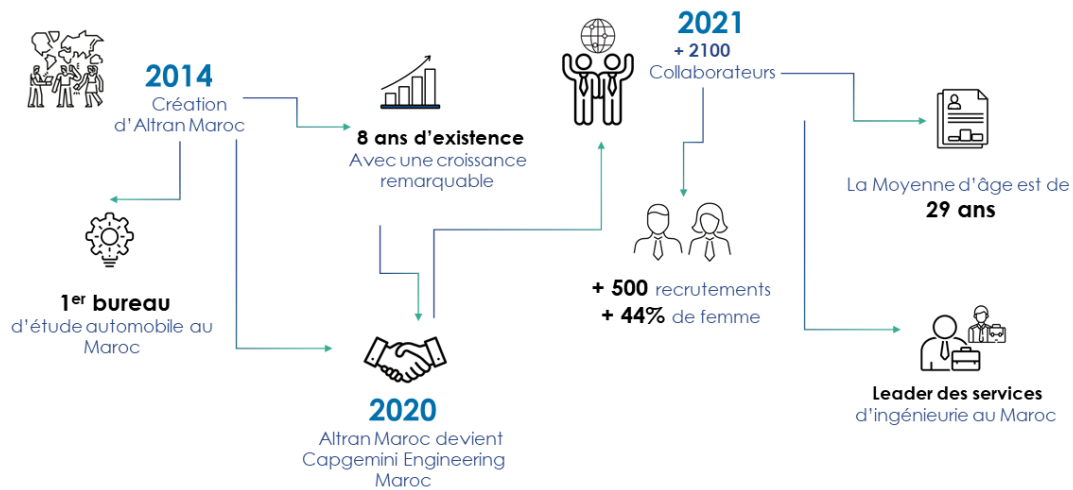 2014
Création
d'Altran Maroc
1er bureau
d'étude automobile au
Maroc
8 ans d'existence
Avec une croissance
remarquable
2020
Altran Maroc devient
Capgemini Engineering
Maroc
2021
+ 2100
Collaborateurs
+ 500 recrutements
+ 44% de femme
La Moyenne d'âge est de
29 ans
Leader des services
d'ingénieurie au Maroc